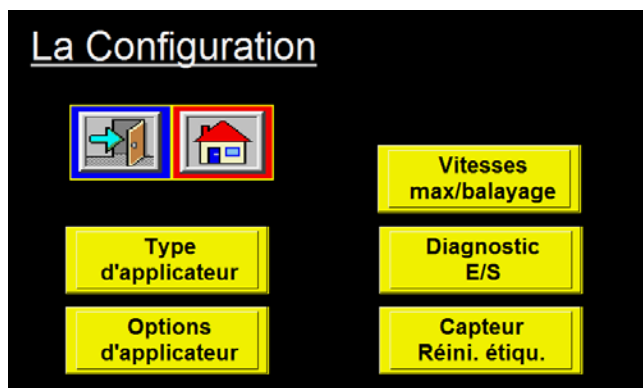 La Configuration
Vitesses
max/balayage
Type
d'applicateur
Diagnostic
E/S
Options
d'applicateur
Capteur
Réini. étiqu.